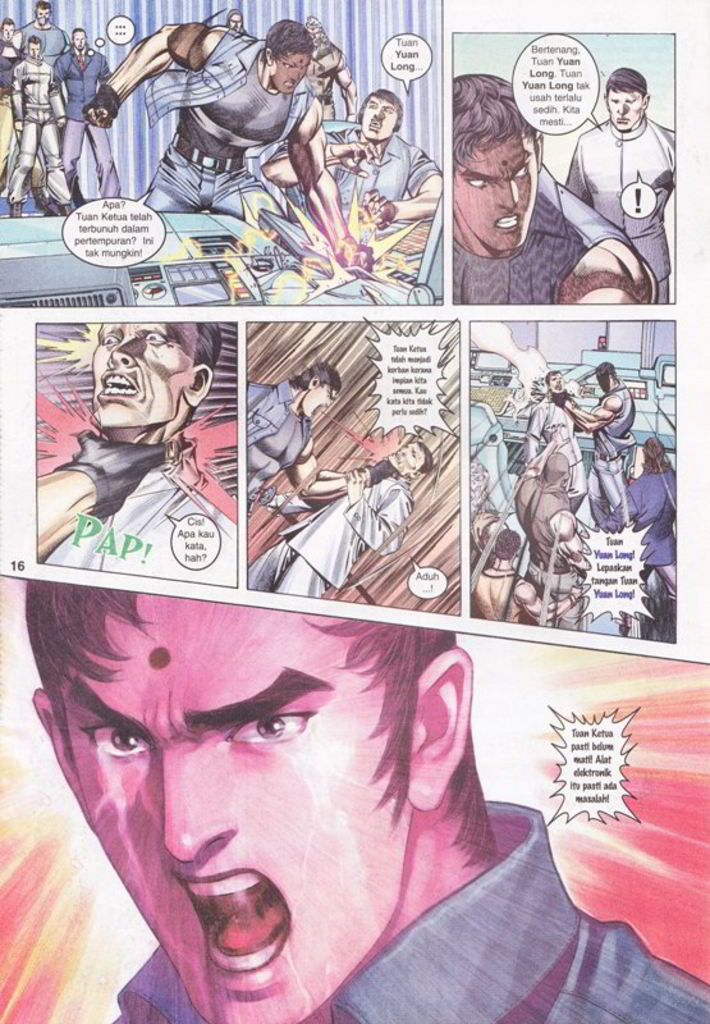 ...
Tuan
Yuan
Long...
Apa?
Tuan Ketua telah
terbunuh dalam
pertempuran? Ini
tak mungkin!
Bertenang,
Tuan Yuan
Long. Tuan
Yuan Long tak
usah terlalu
sedih. Kita
mesti...
!
PAP!
Cis!
Apa kau
kata,
hah?
Tuan Ketua
telah menjadi
korban kerana
impian kita
semua. Kau
kata kita tidak
perlu sedih?
Aduh
...!
Tuan
Yuan Long!
Lepaskan
tangan Tuan
Yuan Long!
16
Tuan Ketua
pasti belum
mati! Alat
elektronik
itu pasti ada
masalah!